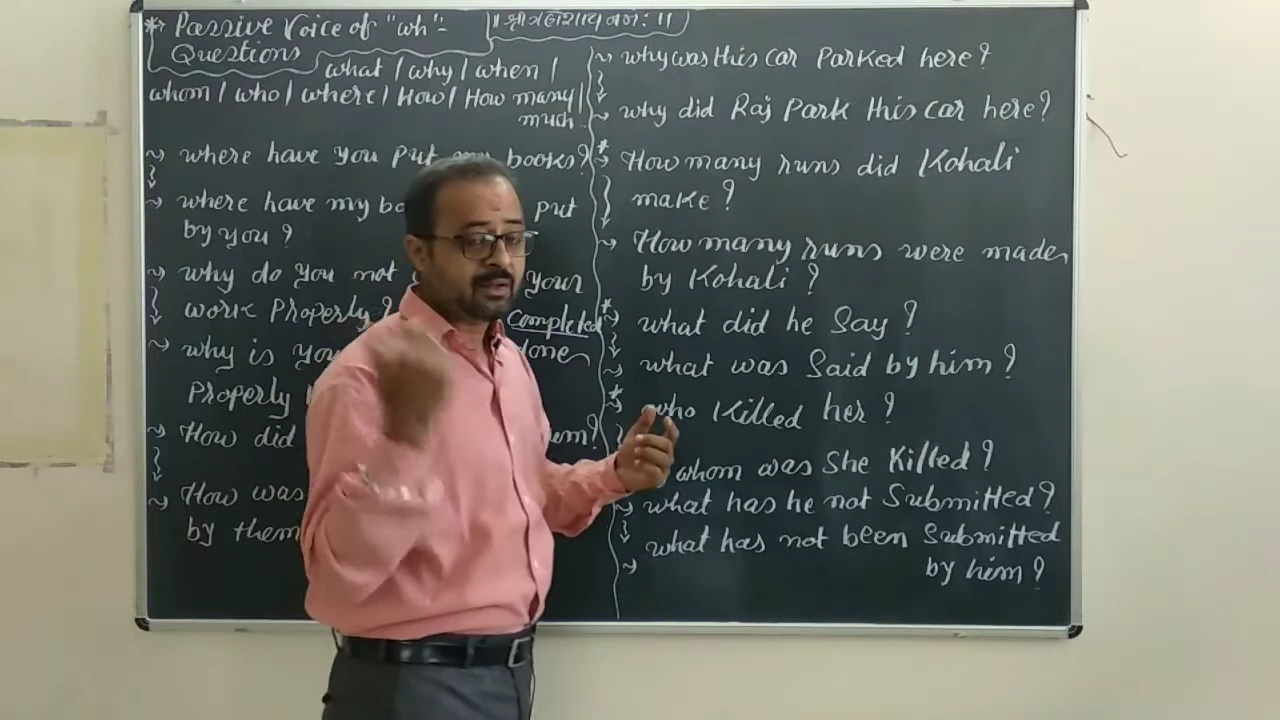 * Passive Voice of "wh"-
Questions
॥ श्री गणेशाय नमः ॥
what / why / when /
whom / who / where / How / How many /
much
where have you put my books?
where have my put
by you ?
why do you not your
work Properly ?
completed
why is done
Properly
How did
How was
by them
why was this car Parked here ?
why did Raj Park this car here?
* How many runs did Kohali
make ?
How many runs were made
by Kohali ?
* what did he Say ?
what was Said by him ?
* who Killed her ?
whom was She Killed ?
what has he not Submitted ?
what has not been Submitted
by him ?